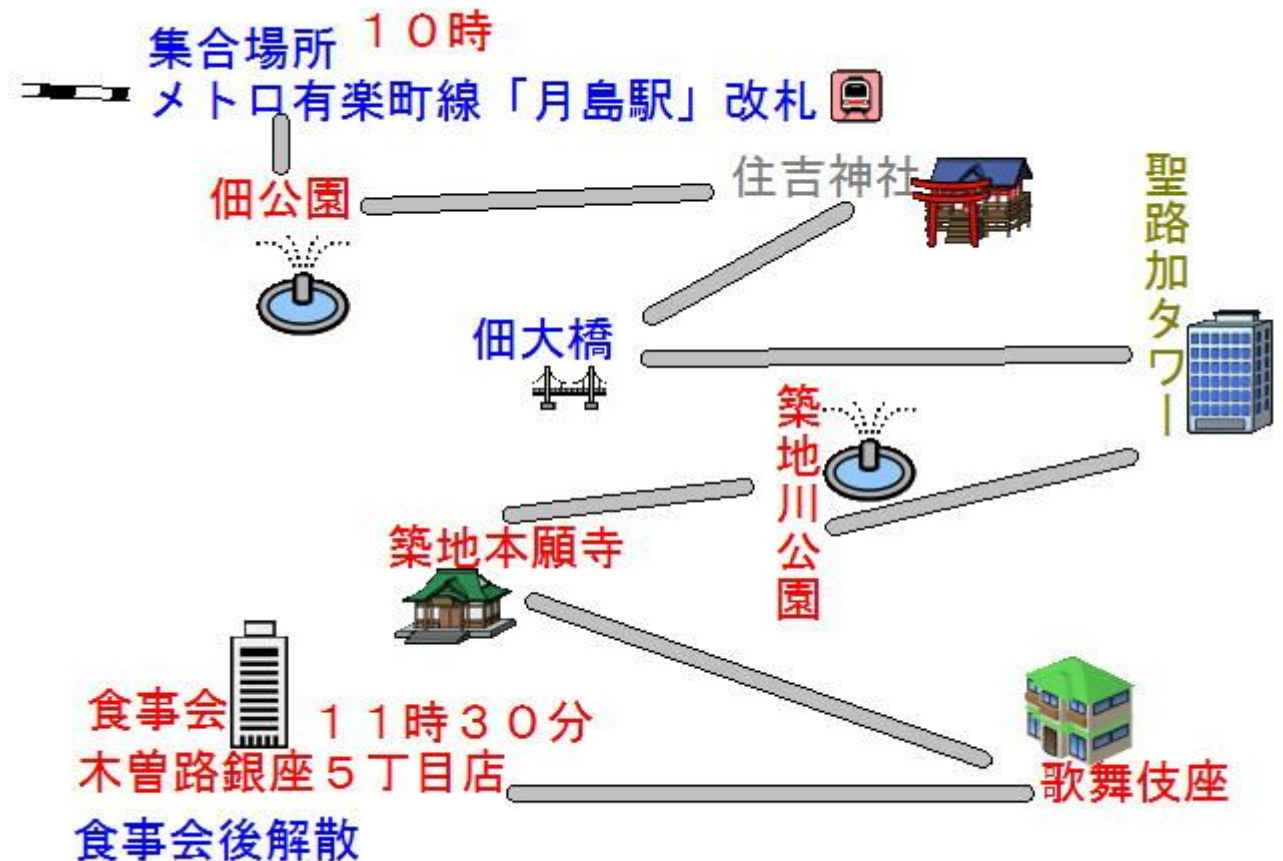 集合場所 １０時
メトロ有楽町線「月島駅」改札
佃公園
住吉神社
佃大橋
聖路加タワー
築地川公園
築地本願寺
歌舞伎座
食事会 １１時３０分
木曽路銀座５丁目店
食事会後解散